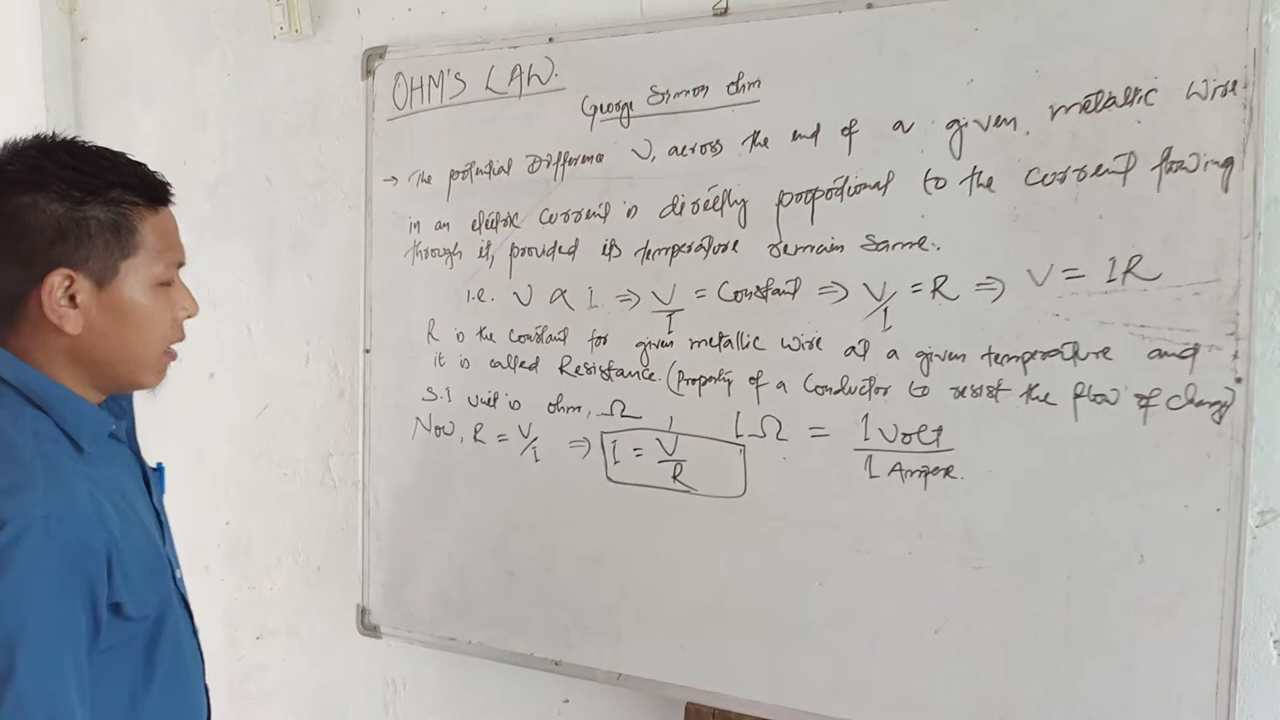 OHM'S LAW.
George Simon Ohm
→ The potential Difference V, across the end of a given metallic wire
in an electric current is directly propotional to the current flowing
through it, provided its temperature remain same.
i.e. V ∝ I ⇒ V/I = Constant ⇒ V/I = R ⇒ V = IR
R is the constant for given metallic wire at a given temperature and
it is called Resistance. (Property of a Conductor to resist the flow of charge)
S.I unit is ohm, Ω, 1Ω = 1 Volt / 1 Amper.
Now, R = V/I ⇒ I = V/R